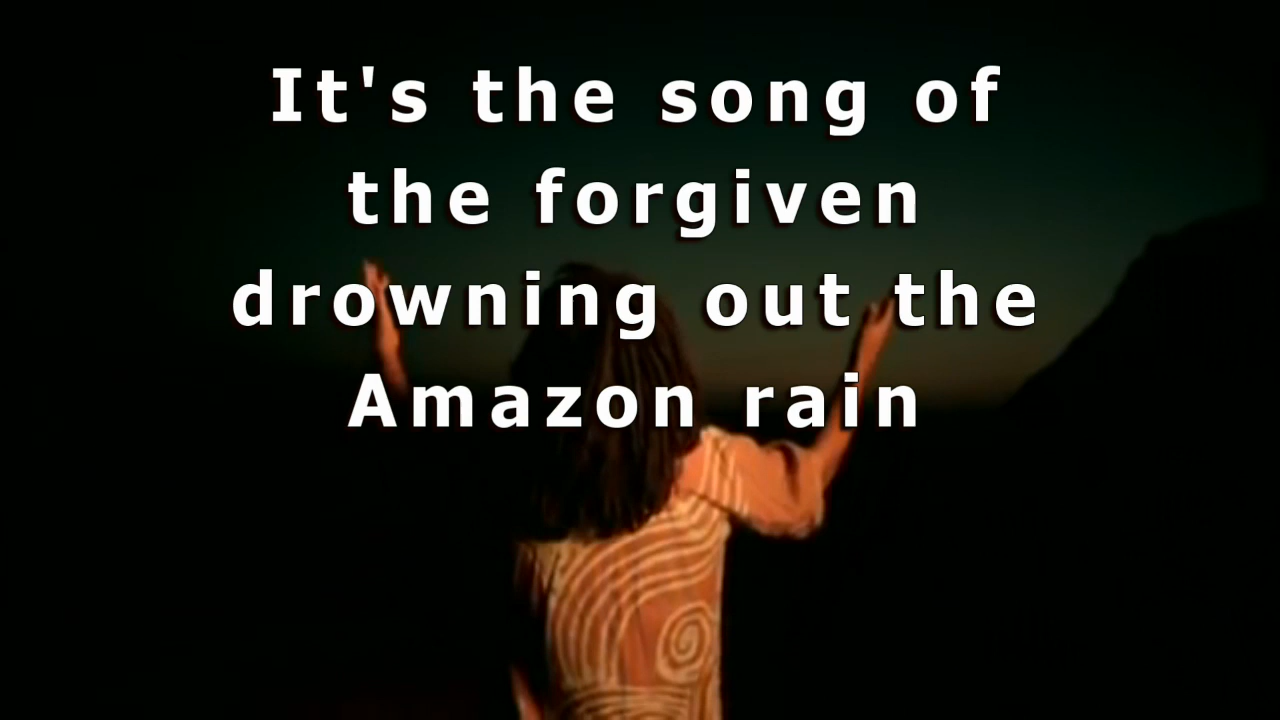 It's the song of
the forgiven
drowning out the
Amazon rain